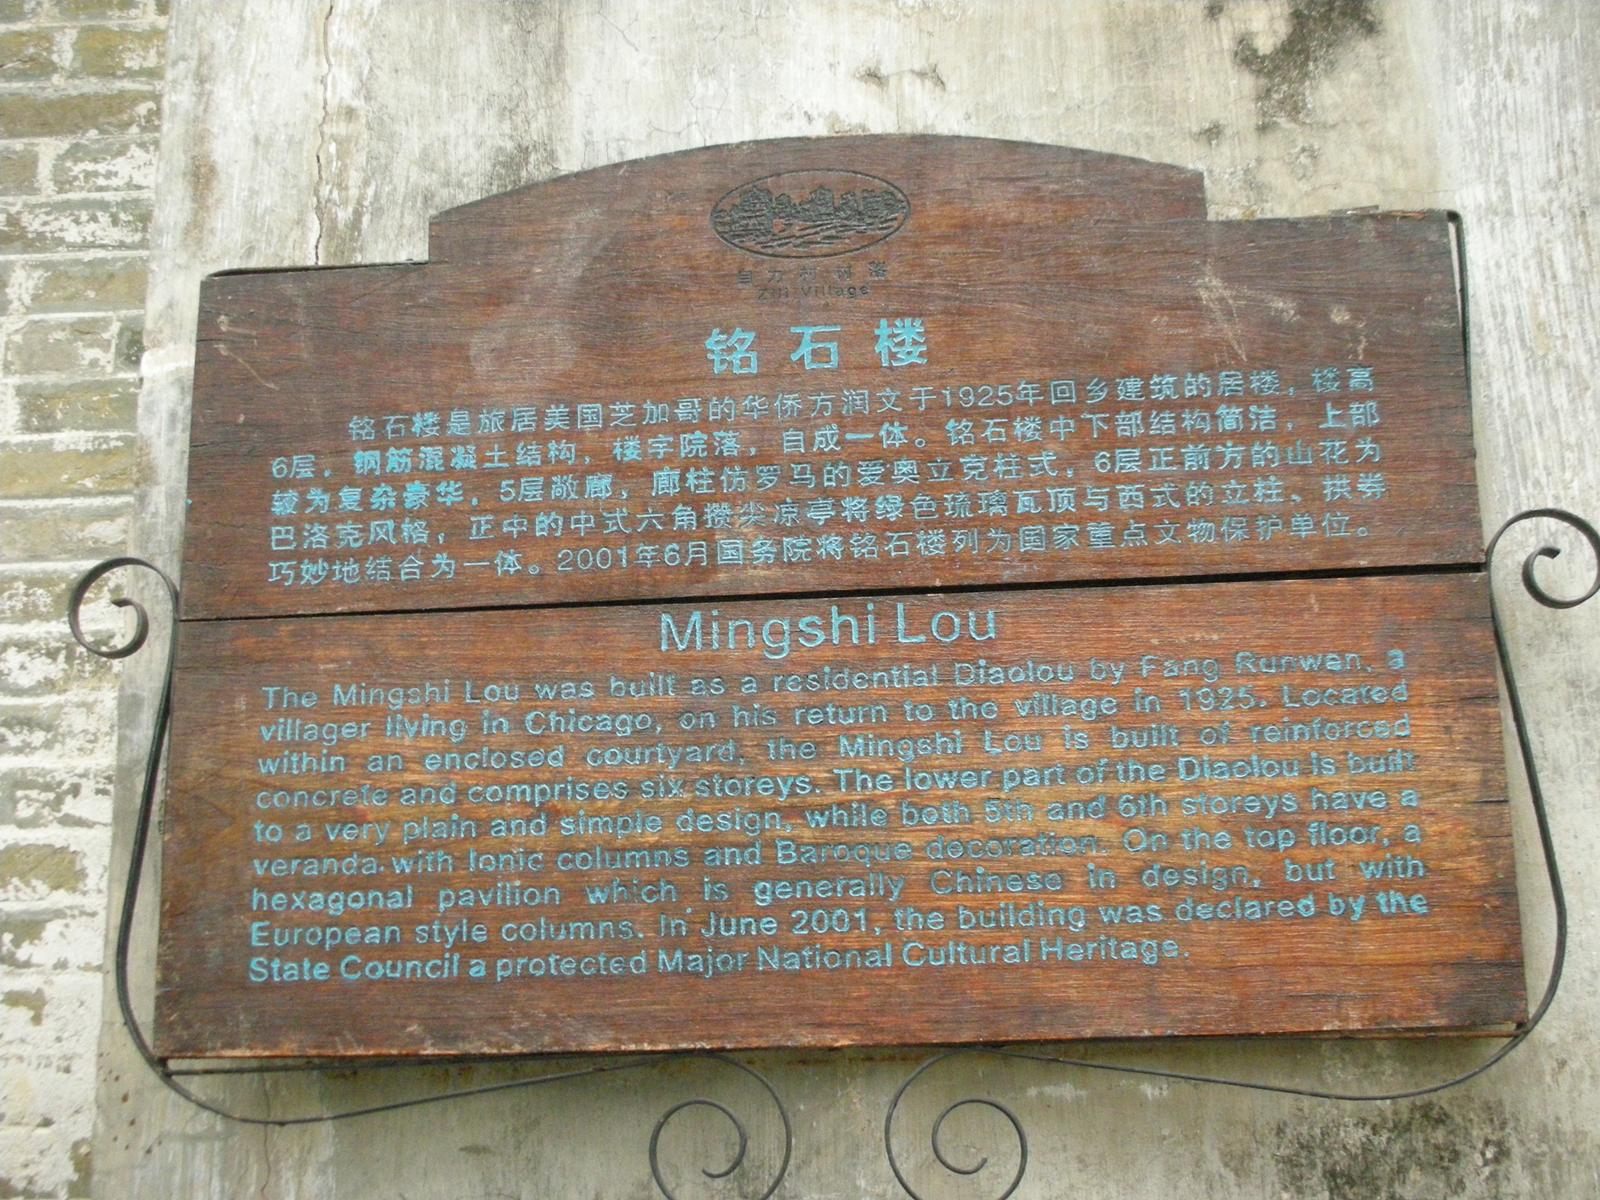 自力村村落
Zili Village
铭石楼
铭石楼是旅居美国芝加哥的华侨方润文于1925年回乡建筑的居楼，楼高
6层，钢筋混凝土结构，楼宇院落，自成一体。铭石楼中下部结构简洁，上部
较为复杂豪华，5层敞廊，廊柱仿罗马的爱奥立克柱式，6层正前方的山花为
巴洛克风格，正中的中式六角攒尖凉亭将绿色琉璃瓦顶与西式的立柱、拱券
巧妙地结合为一体。2001年6月国务院将铭石楼列为国家重点文物保护单位。
Mingshi Lou
The Mingshi Lou was built as a residential Diaolou by Fang Runwen, a
villager living in Chicago, on his return to the village in 1925. Located
within an enclosed courtyard, the Mingshi Lou is built of reinforced
concrete and comprises six storeys. The lower part of the Diaolou is built
to a very plain and simple design, while both 5th and 6th storeys have a
veranda with Ionic columns and Baroque decoration. On the top floor, a
hexagonal pavilion which is generally Chinese in design, but with
European style columns. In June 2001, the building was declared by the
State Council a protected Major National Cultural Heritage.